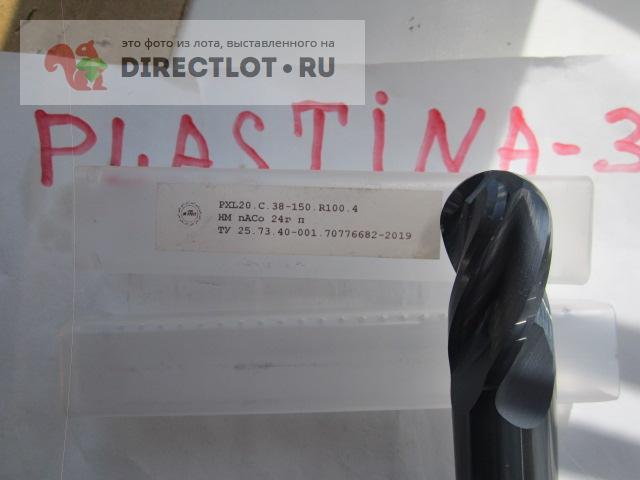 это фото из лота, выставленного на
DIRECTLOT.RU
PLASTINA-3
PXL20.C.38-150.R100.4
HM nACo 24г п
ТУ 25.73.40-001.70776682-2019